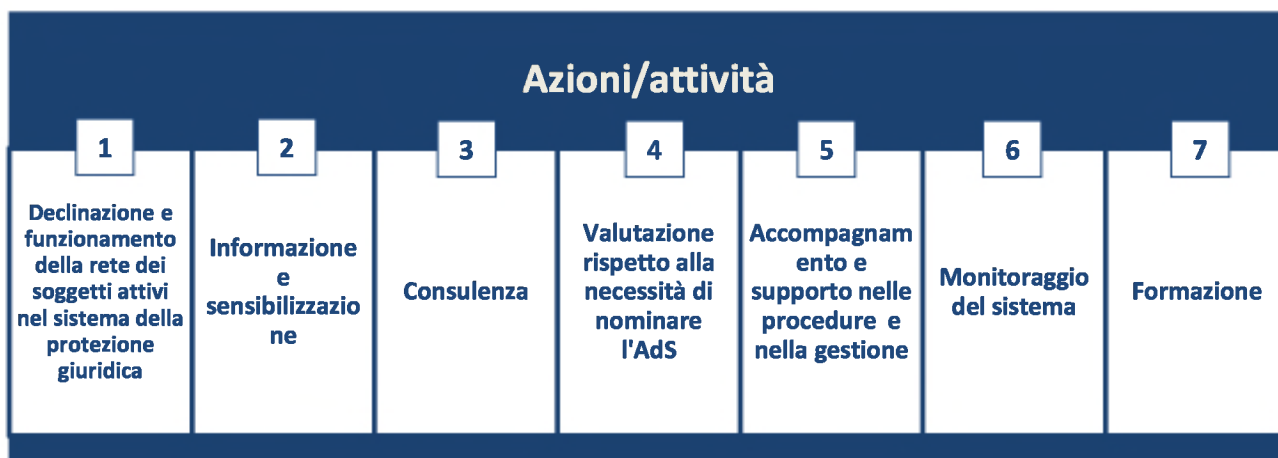 Azioni/attività
1
Declinazione e
funzionamento
della rete dei
soggetti attivi
nel sistema della
protezione
giuridica
2
Informazione
e
sensibilizzazio
ne
3
Consulenza
4
Valutazione
rispetto alla
necessità di
nominare
l'AdS
5
Accompagnam
ento e
supporto nelle
procedure e
nella gestione
6
Monitoraggio
del sistema
7
Formazione